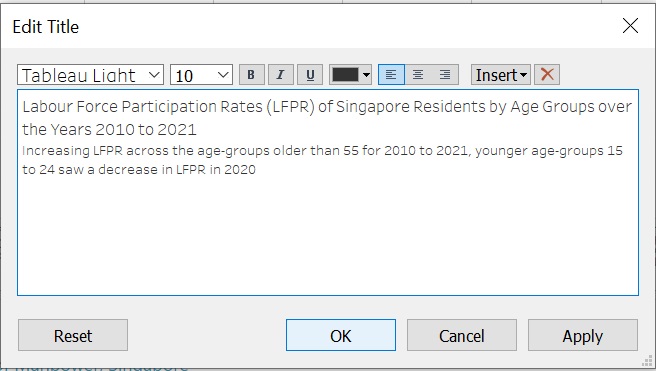 Edit Title
Tableau Light 10 B I U Insert
Labour Force Participation Rates (LFPR) of Singapore Residents by Age Groups over
the Years 2010 to 2021
Increasing LFPR across the age-groups older than 55 for 2010 to 2021, younger age-groups 15
to 24 saw a decrease in LFPR in 2020
Reset OK Cancel Apply